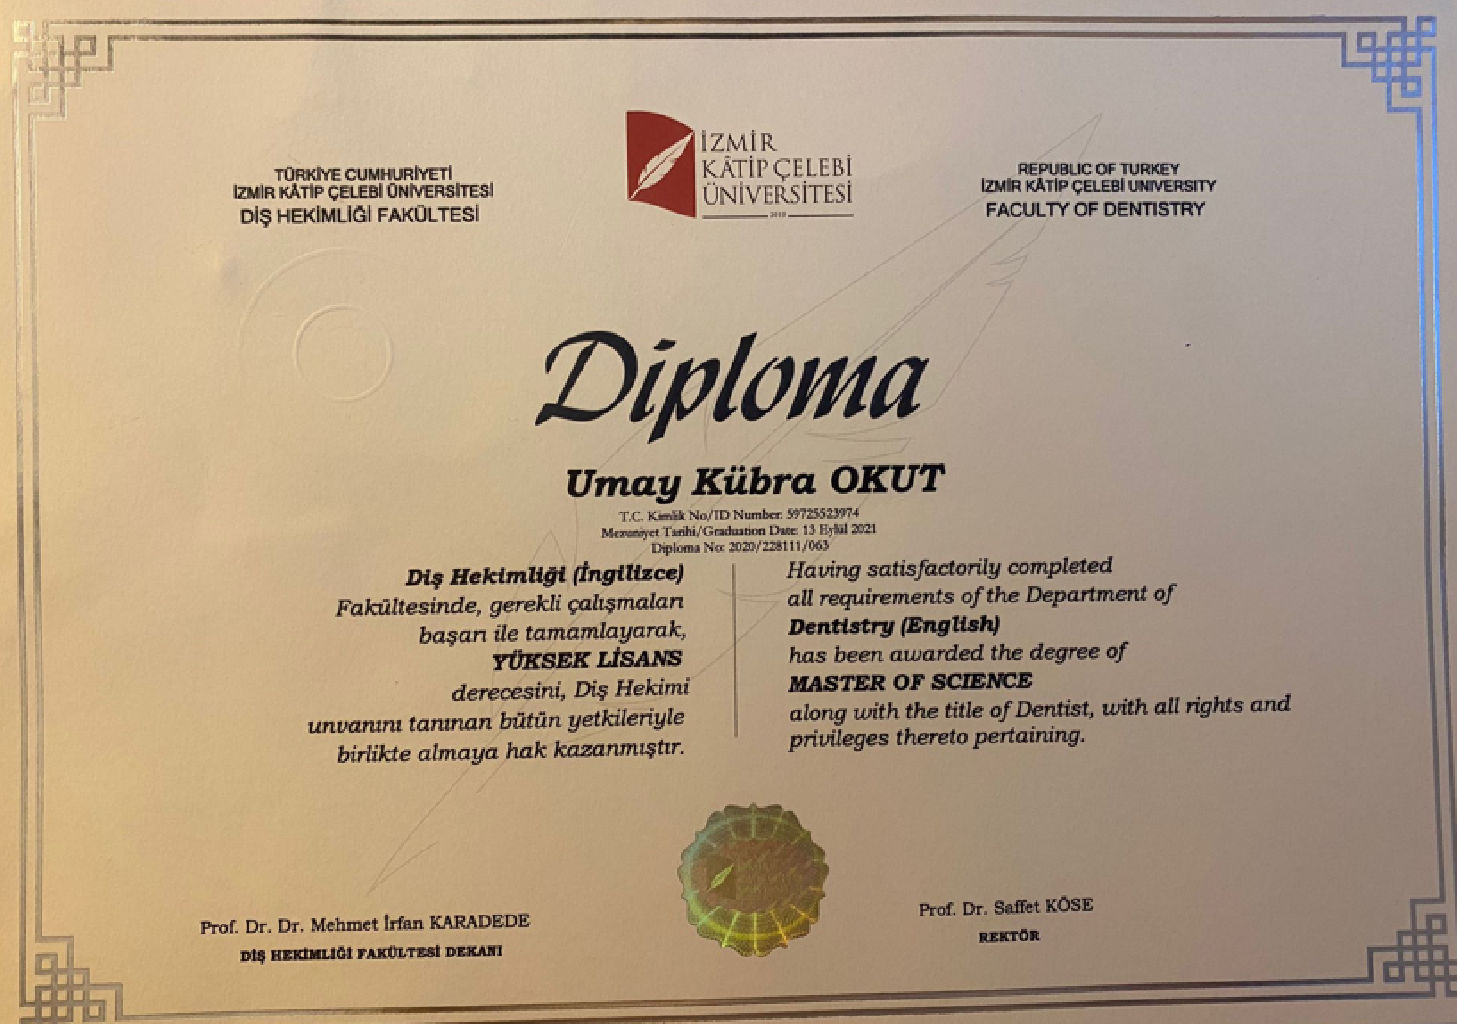 TÜRKİYE CUMHURİYETİ
İZMİR KÂTİP ÇELEBİ ÜNİVERSİTESİ
DİŞ HEKİMLİĞİ FAKÜLTESİ
İZMİR
KÂTİP ÇELEBİ
ÜNİVERSİTESİ
2010
REPUBLIC OF TURKEY
İZMİR KÂTİP ÇELEBİ UNIVERSITY
FACULTY OF DENTISTRY
Diploma
Umay Kübra OKUT
T.C. Kimlik No/ID Number: 59725523974
Mezuniyet Tarihi/Graduation Date: 13 Eylül 2021
Diploma No: 2020/228111/063
Diş Hekimliği (İngilizce)
Fakültesinde, gerekli çalışmaları
başarı ile tamamlayarak,
YÜKSEK LİSANS
derecesini, Diş Hekimi
unvanını tanınan bütün yetkileriyle
birlikte almaya hak kazanmıştır.
Having satisfactorily completed
all requirements of the Department of
Dentistry (English)
has been awarded the degree of
MASTER OF SCIENCE
along with the title of Dentist, with all rights and
privileges thereto pertaining.
Prof. Dr. Dr. Mehmet İrfan KARADEDE
DİŞ HEKİMLİĞİ FAKÜLTESİ DEKANI
Prof. Dr. Saffet KÖSE
REKTÖR